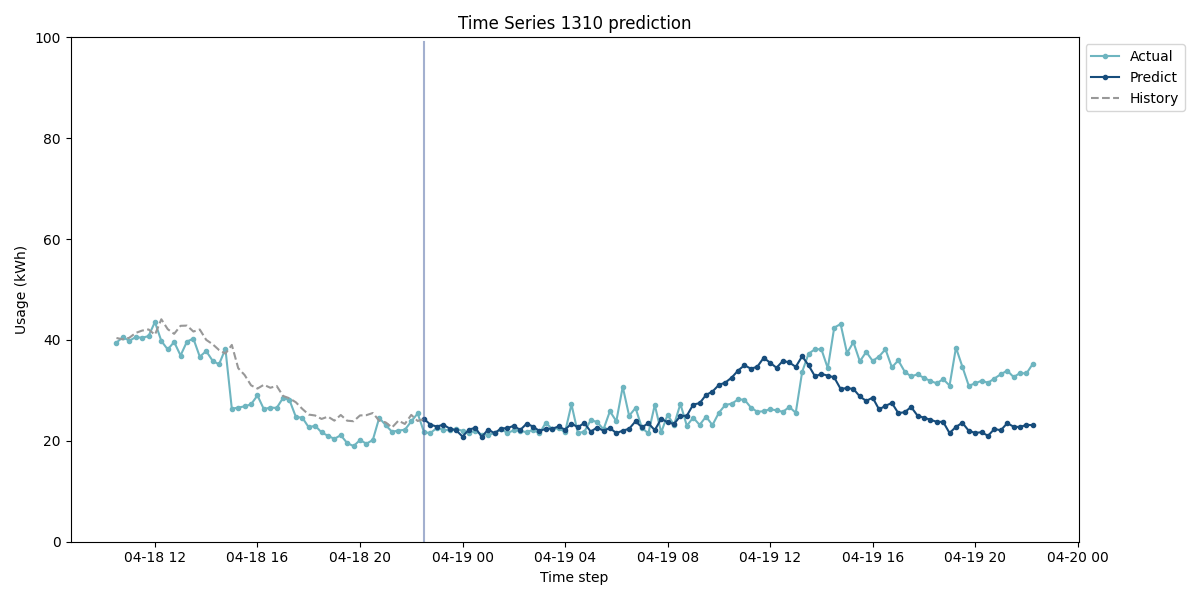 Time Series 1310 prediction
100
80
60
40
20
0
Usage (kWh)
04-18 12
04-18 16
04-18 20
04-19 00
04-19 04
04-19 08
04-19 12
04-19 16
04-19 20
04-20 00
Time step
Actual
Predict
History